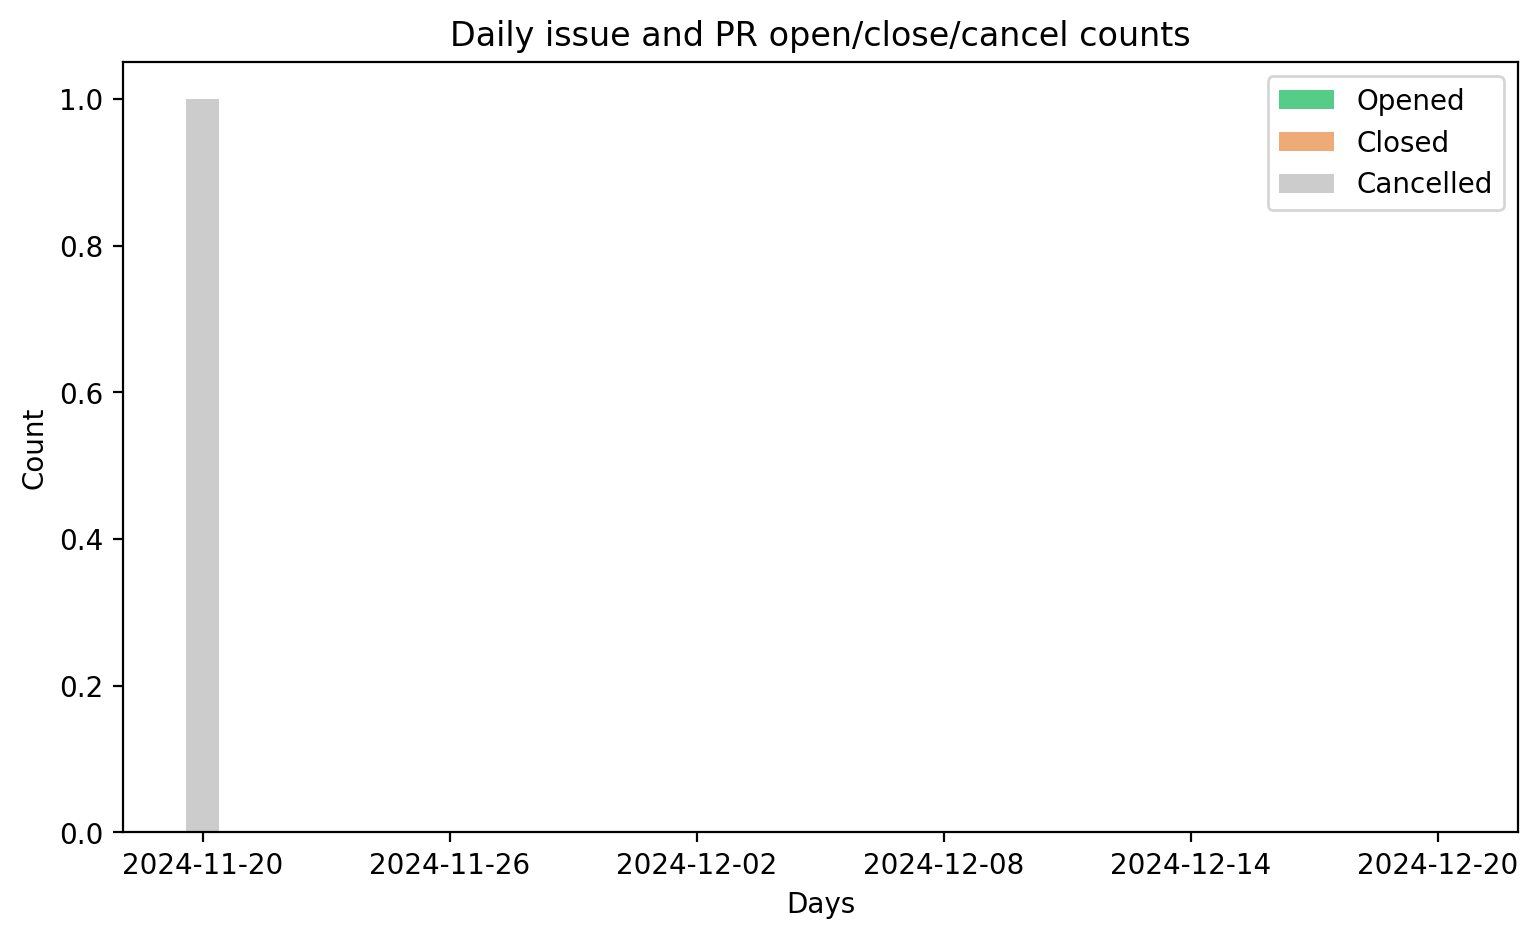 Daily issue and PR open/close/cancel counts
Opened
Closed
Cancelled
1.0
0.8
0.6
0.4
0.2
0.0
Count
2024-11-20 2024-11-26 2024-12-02 2024-12-08 2024-12-14 2024-12-20
Days